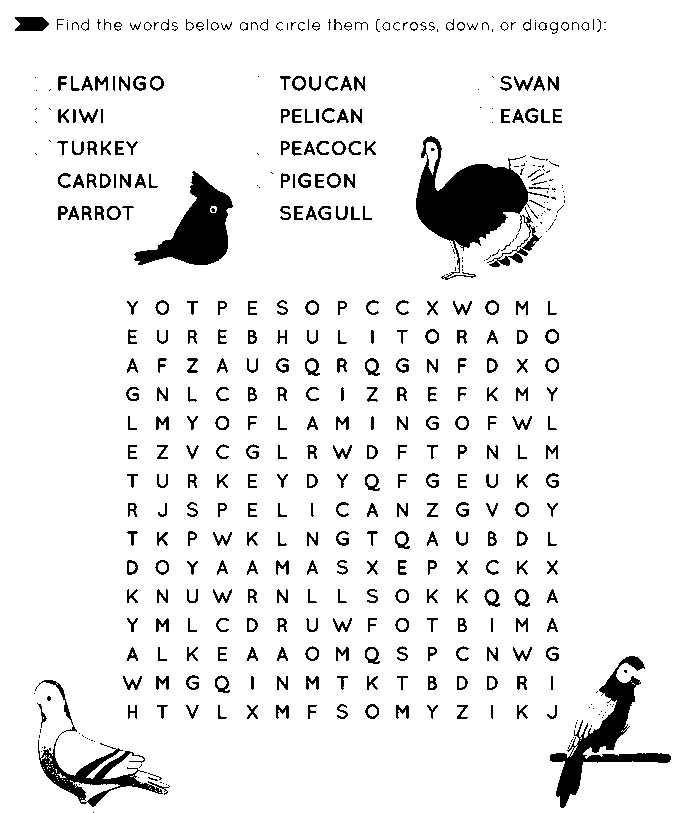 Find the words below and circle them (across, down, or diagonal):
FLAMINGO TOUCAN SWAN
KIWI PELICAN EAGLE
TURKEY PEACOCK
CARDINAL PIGEON
PARROT SEAGULL
Y O T P E S O P C C X W O M L
E U R E B H U L I T O R A D O
A F Z A U G Q R Q G N F D X O
G N L C B R C I Z R E F K M Y
L M Y O F L A M I N G O F W L
E Z V C G L R W D F T P N L M
T U R K E Y D Y Q F G E U K G
R J S P E L I C A N Z G V O Y
T K P W K L N G T Q A U B D L
D O Y A A M A S X E P X C K X
K N U W R N L L S O K K Q Q A
Y M L C D R U W F O T B I M A
A L K E A A O M Q S P C N W G
W M G Q I N M T K T B D D R I
H T V L X M F S O M Y Z I K J